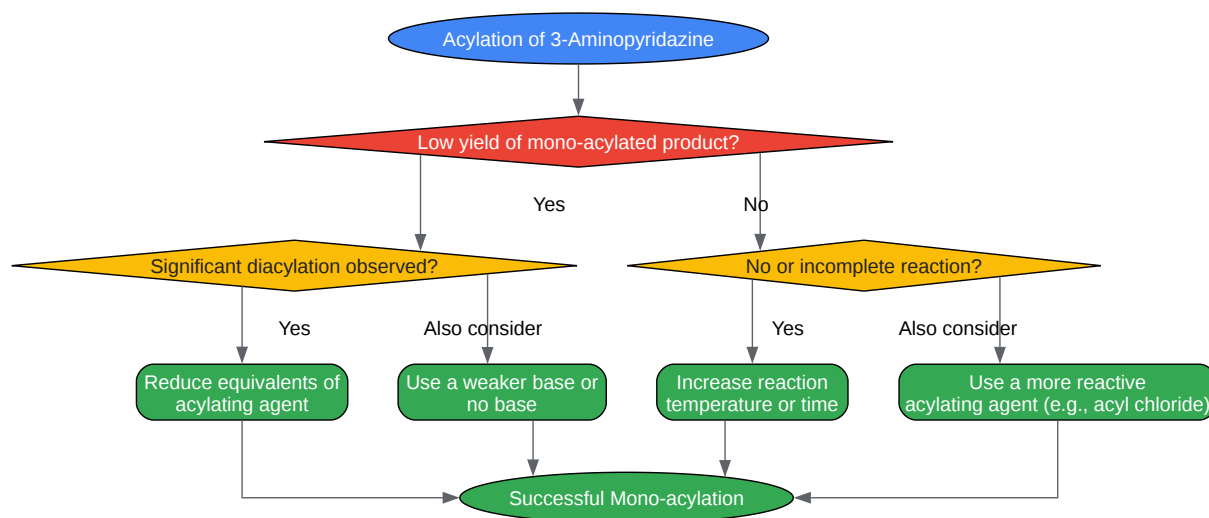 Acylation of 3-Aminopyridazine
Low yield of mono-acylated product?
Yes
No
Significant diacylation observed?
No or incomplete reaction?
Yes
Also consider
Yes
Also consider
Reduce equivalents of
acylating agent
Use a weaker base or
no base
Increase reaction
temperature or time
Use a more reactive
acylating agent (e.g., acyl chloride)
Successful Mono-acylation